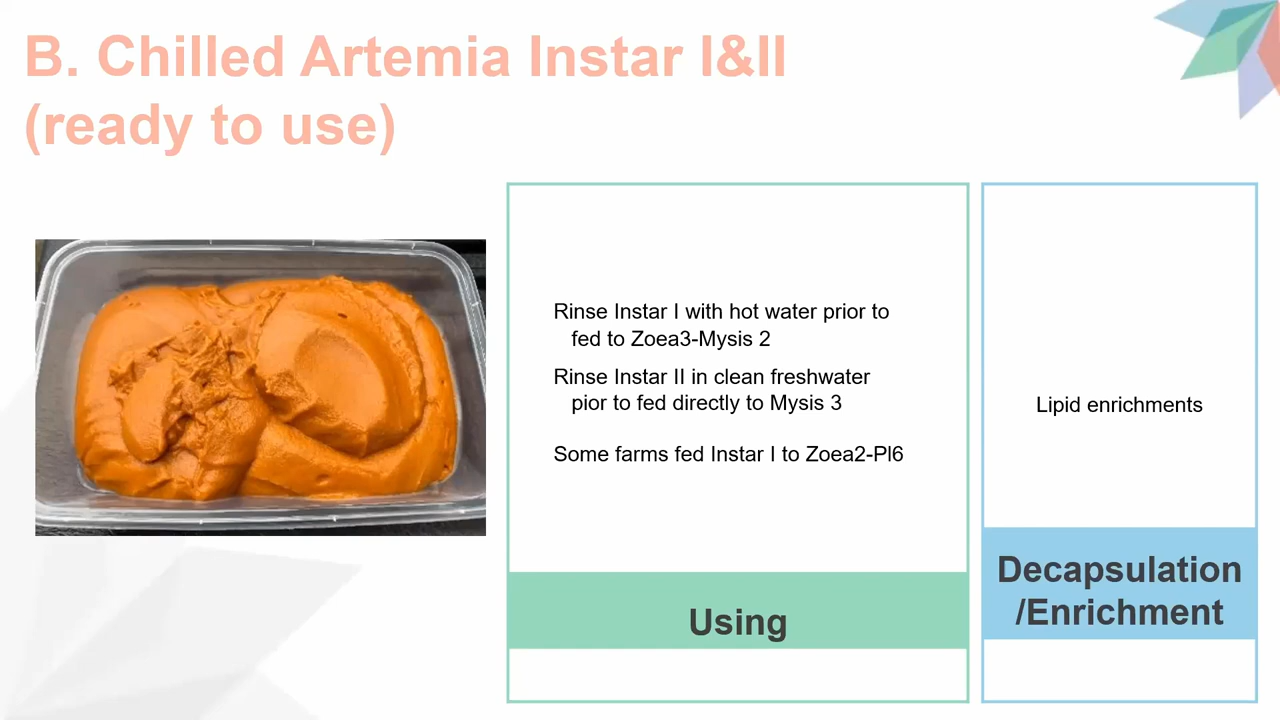 B. Chilled Artemia Instar I&II
(ready to use)
Rinse Instar I with hot water prior to
fed to Zoea3-Mysis 2
Rinse Instar II in clean freshwater
pior to fed directly to Mysis 3
Some farms fed Instar I to Zoea2-Pl6
Using
Lipid enrichments
Decapsulation
/Enrichment